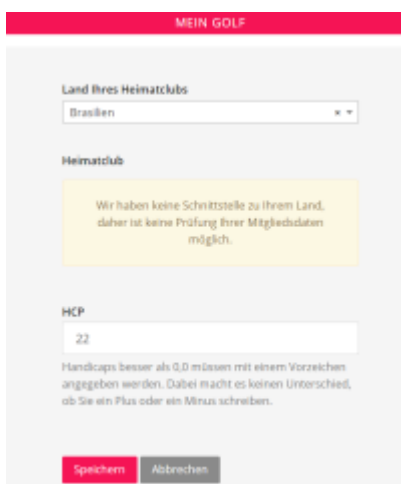 MEIN GOLF
Land Ihres Heimatclubs
Brasilien
Heimatclub
Wir haben keine Schnittstelle zu Ihrem Land,
daher ist keine Prüfung Ihrer Mitgliedsdaten
möglich.
HCP
22
Handicaps besser als 0,0 müssen mit einem Vorzeichen
angegeben werden. Dabei macht es keinen Unterschied,
ob Sie ein Plus oder ein Minus schreiben.
Speichern Abbrechen